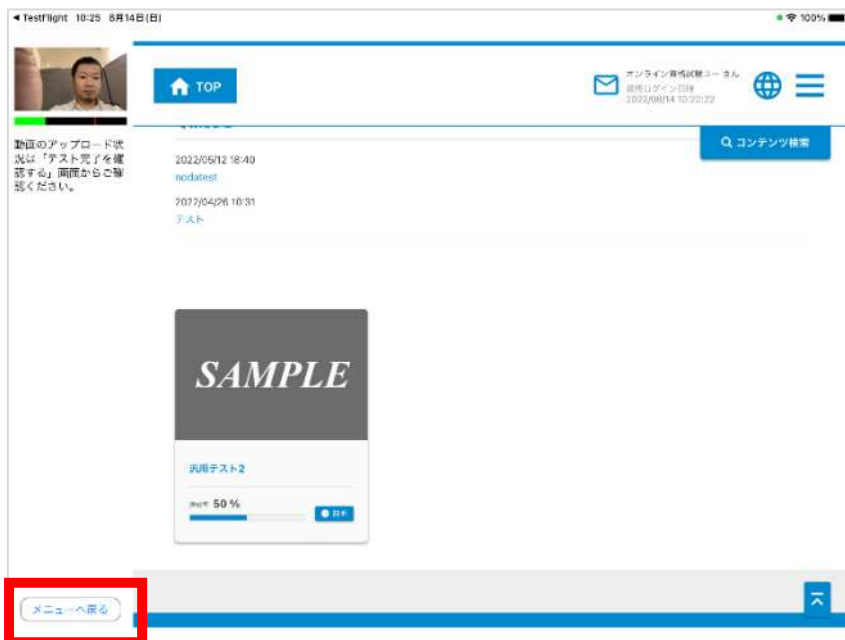 ◀ TestFlight 10:25 8月14日(日)
100%
TOP
オンライン資格試験ユー さん
2022/08/14 10:22:22
動画のアップロード状
況は「テスト完了を確
認する」画面からご確
認ください。
コンテンツ検索
2022/05/12 18:40
nodatest
2022/04/26 10:31
テスト
SAMPLE
汎用テスト2
50 %
メニューへ戻る